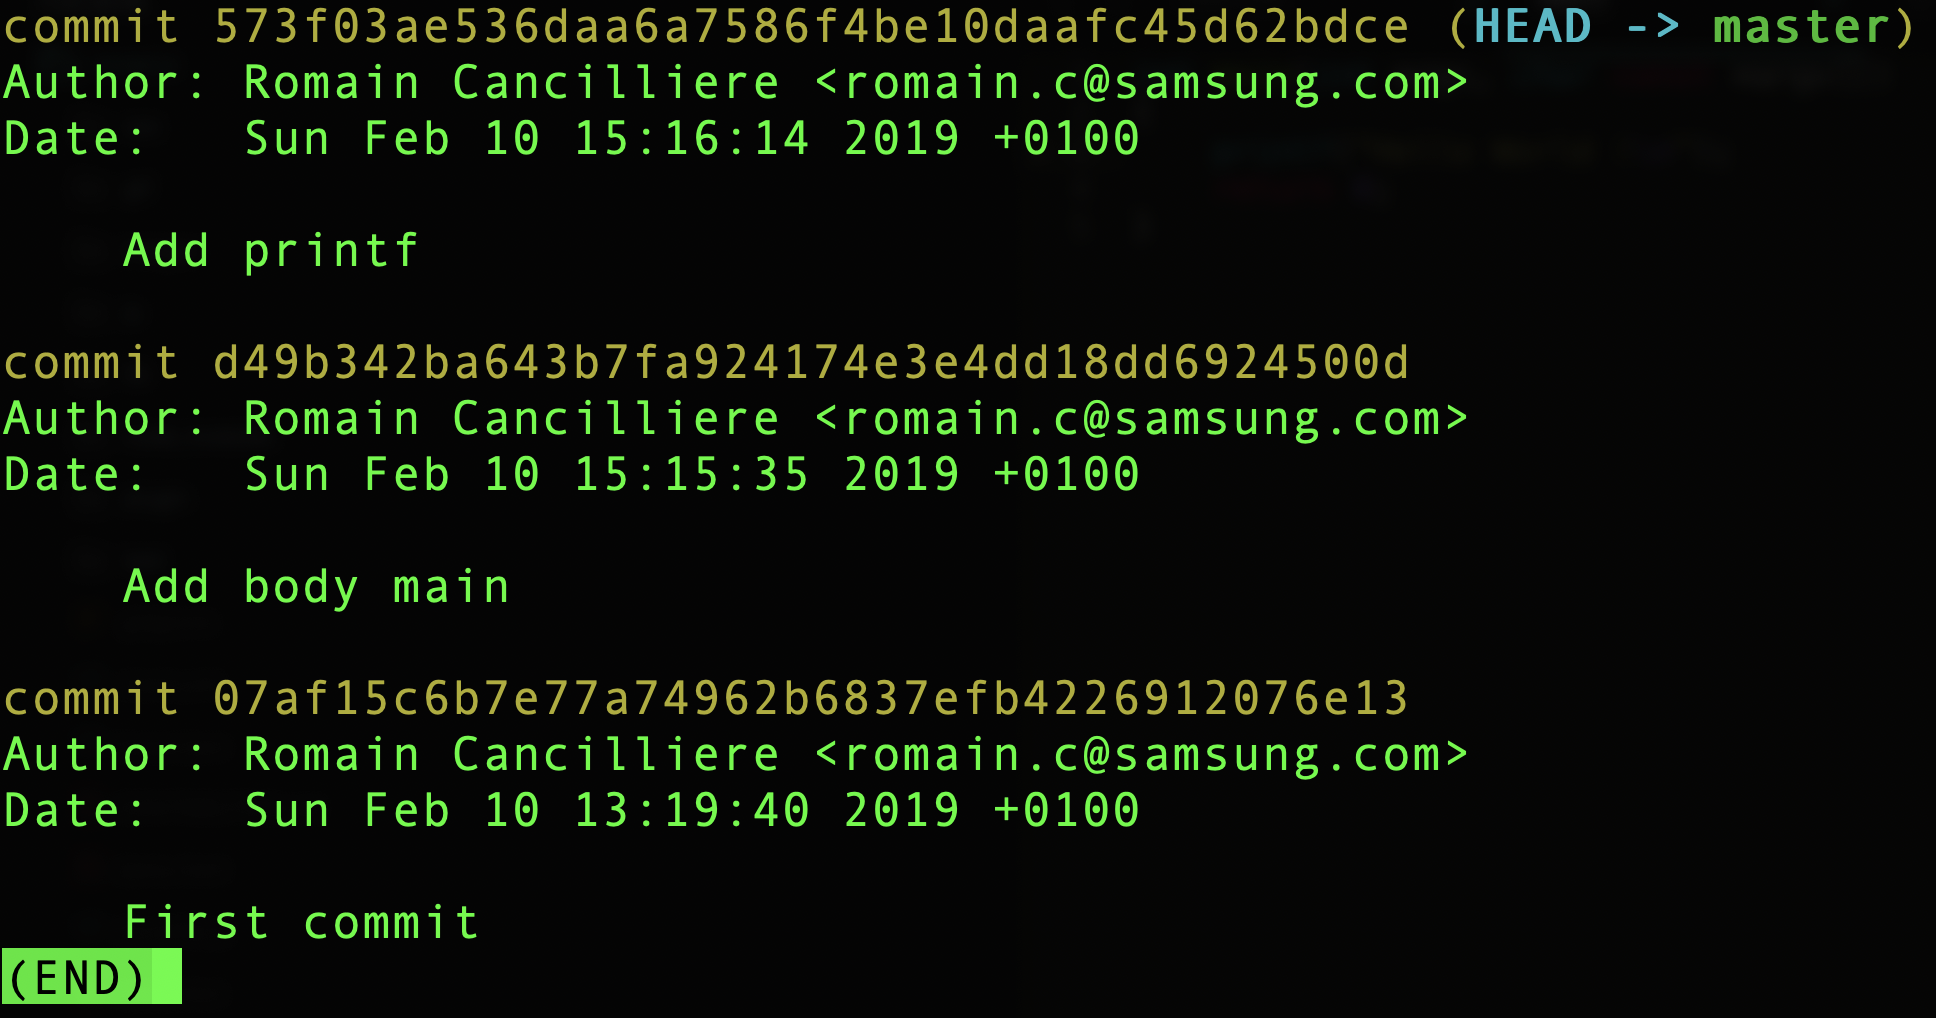 commit 573f03ae536daa6a7586f4be10daafc45d62bdce (HEAD -> master)
Author: Romain Cancilliere <romain.c@samsung.com>
Date:   Sun Feb 10 15:16:14 2019 +0100
Add printf
commit d49b342ba643b7fa924174e3e4dd18dd6924500d
Author: Romain Cancilliere <romain.c@samsung.com>
Date:   Sun Feb 10 15:15:35 2019 +0100
Add body main
commit 07af15c6b7e77a74962b6837efb4226912076e13
Author: Romain Cancilliere <romain.c@samsung.com>
Date:   Sun Feb 10 13:19:40 2019 +0100
First commit
(END)